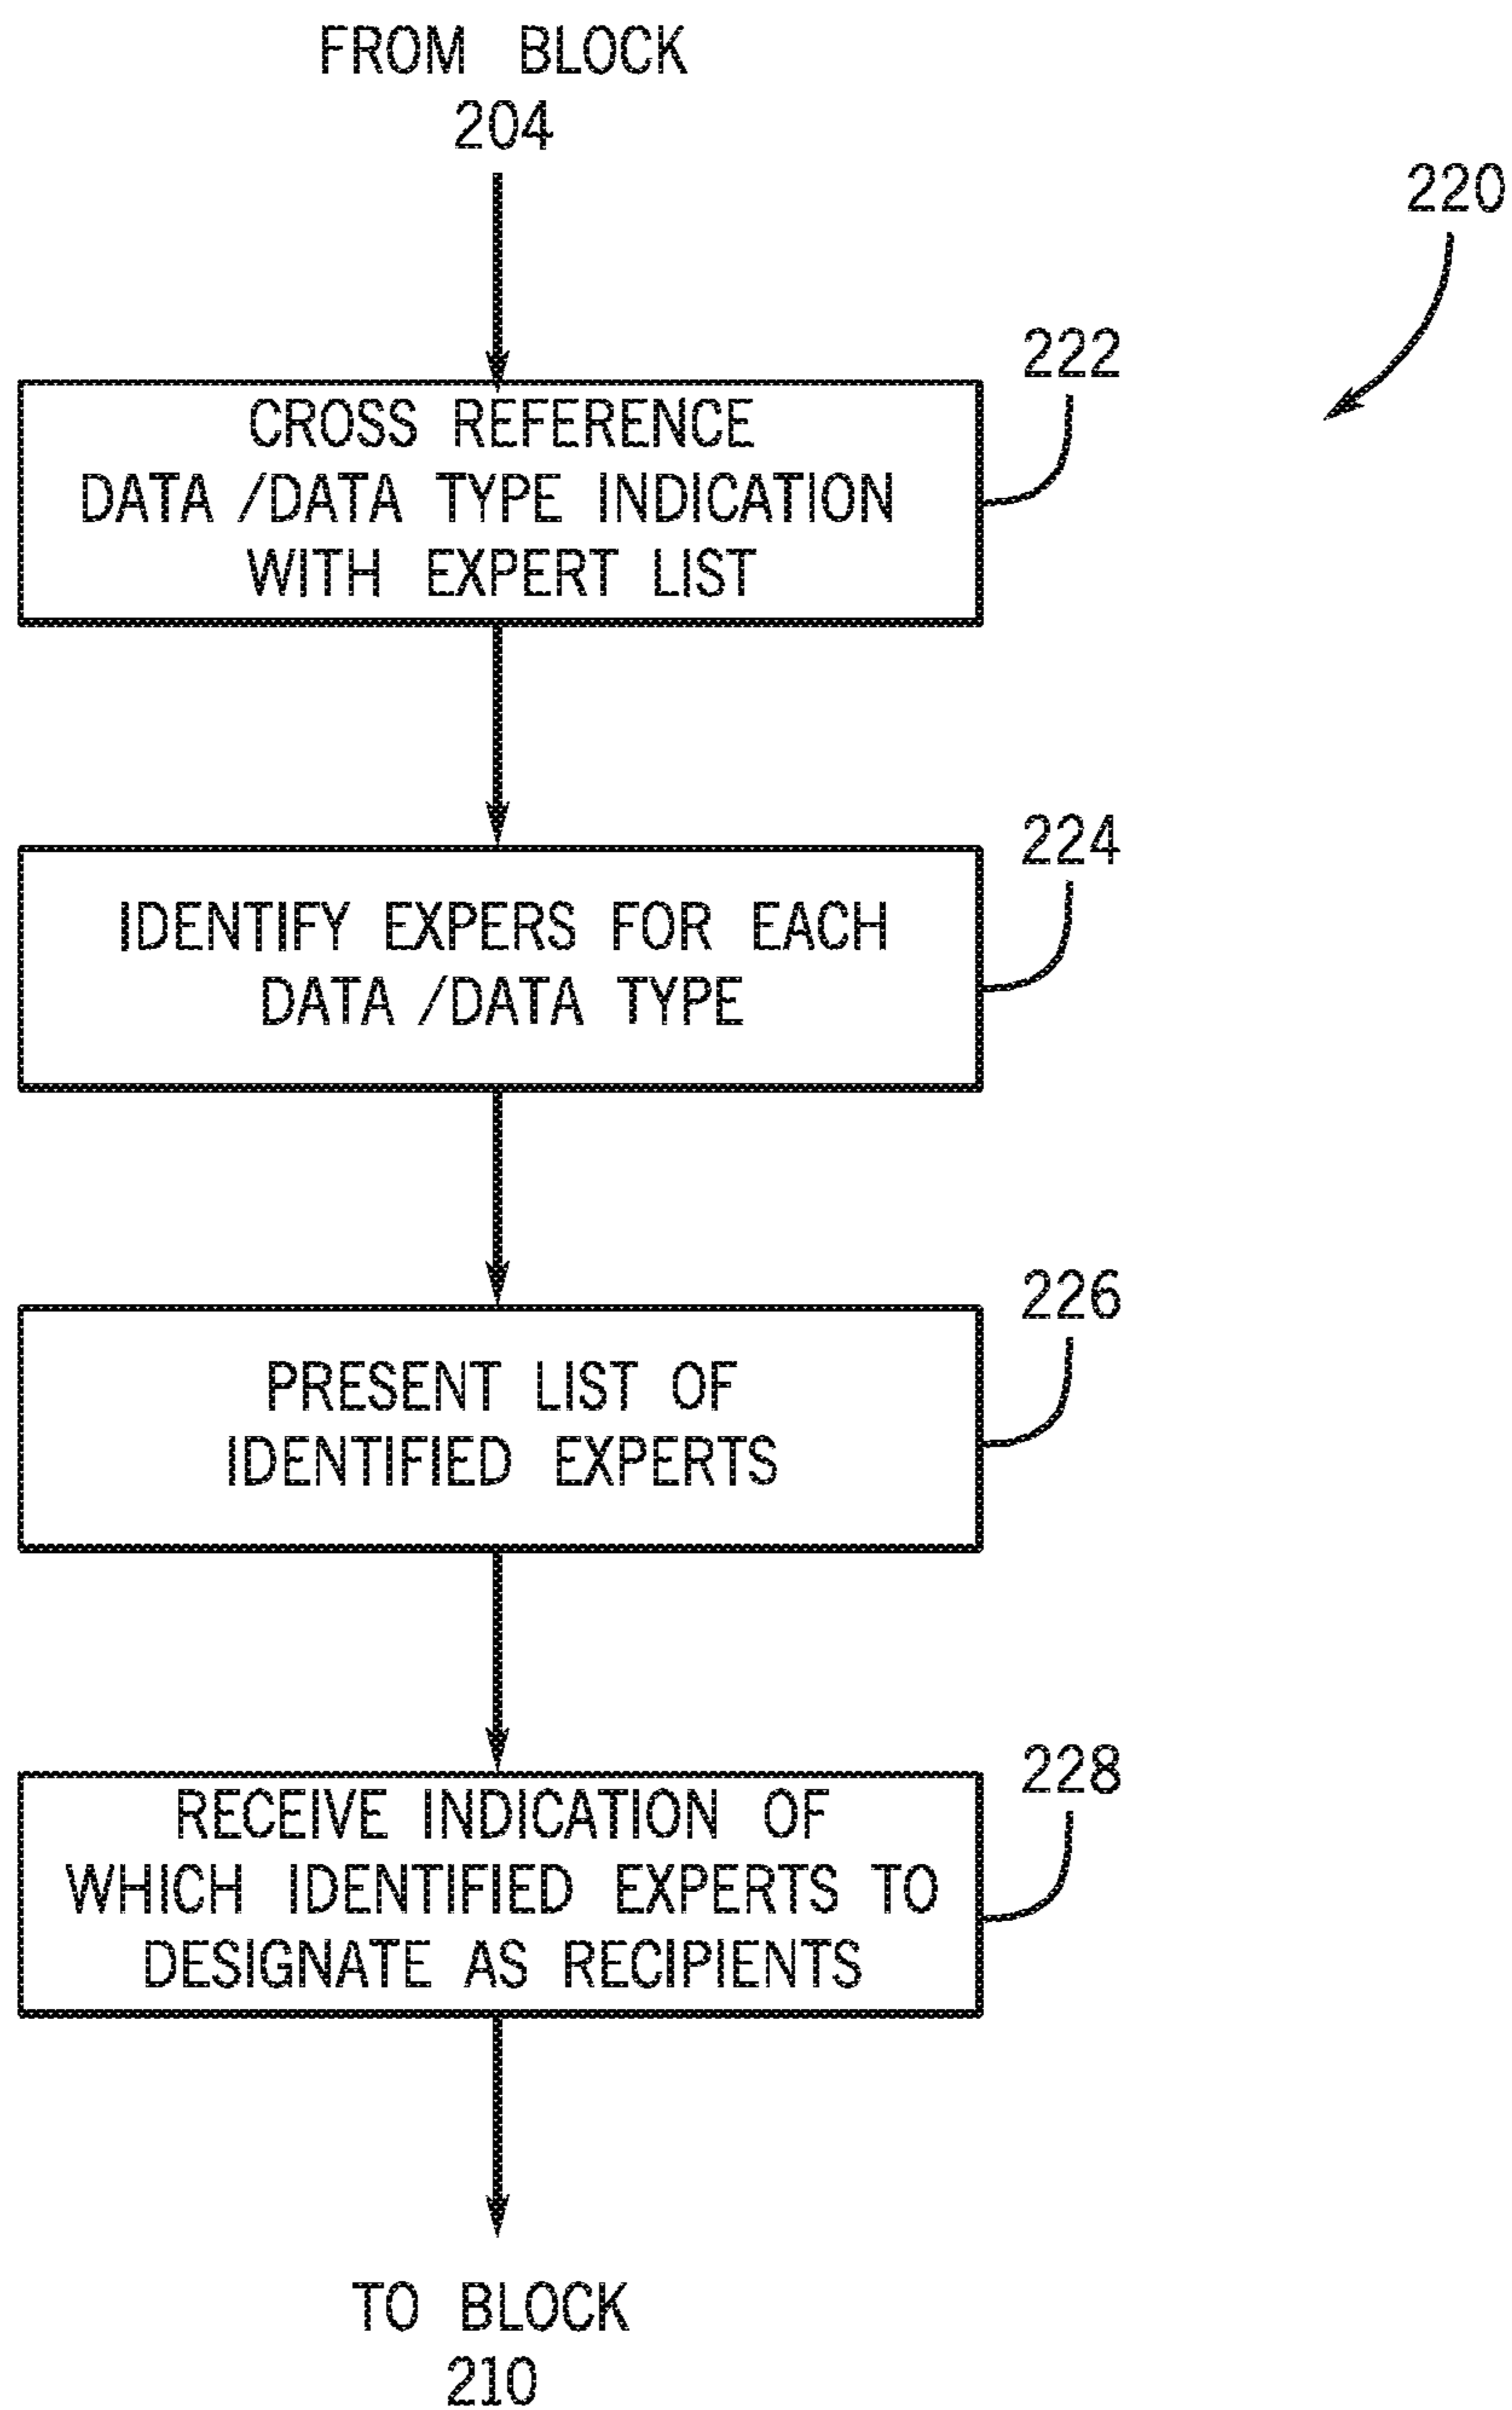 FROM BLOCK
204
220
222
CROSS REFERENCE
DATA /DATA TYPE INDICATION
WITH EXPERT LIST
224
IDENTIFY EXPERS FOR EACH
DATA /DATA TYPE
226
PRESENT LIST OF
IDENTIFIED EXPERTS
228
RECEIVE INDICATION OF
WHICH IDENTIFIED EXPERTS TO
DESIGNATE AS RECIPIENTS
TO BLOCK
210